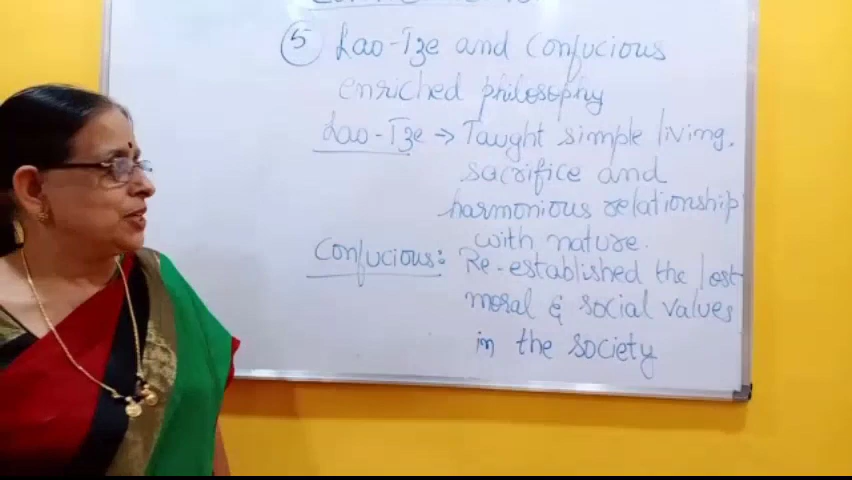 5 Lao-Tze and Confucious
enriched philosophy
Lao-Tze → Taught simple living,
sacrifice and
harmonious relationship
with nature.
Confucious: Re-established the lost
moral & social values
in the society